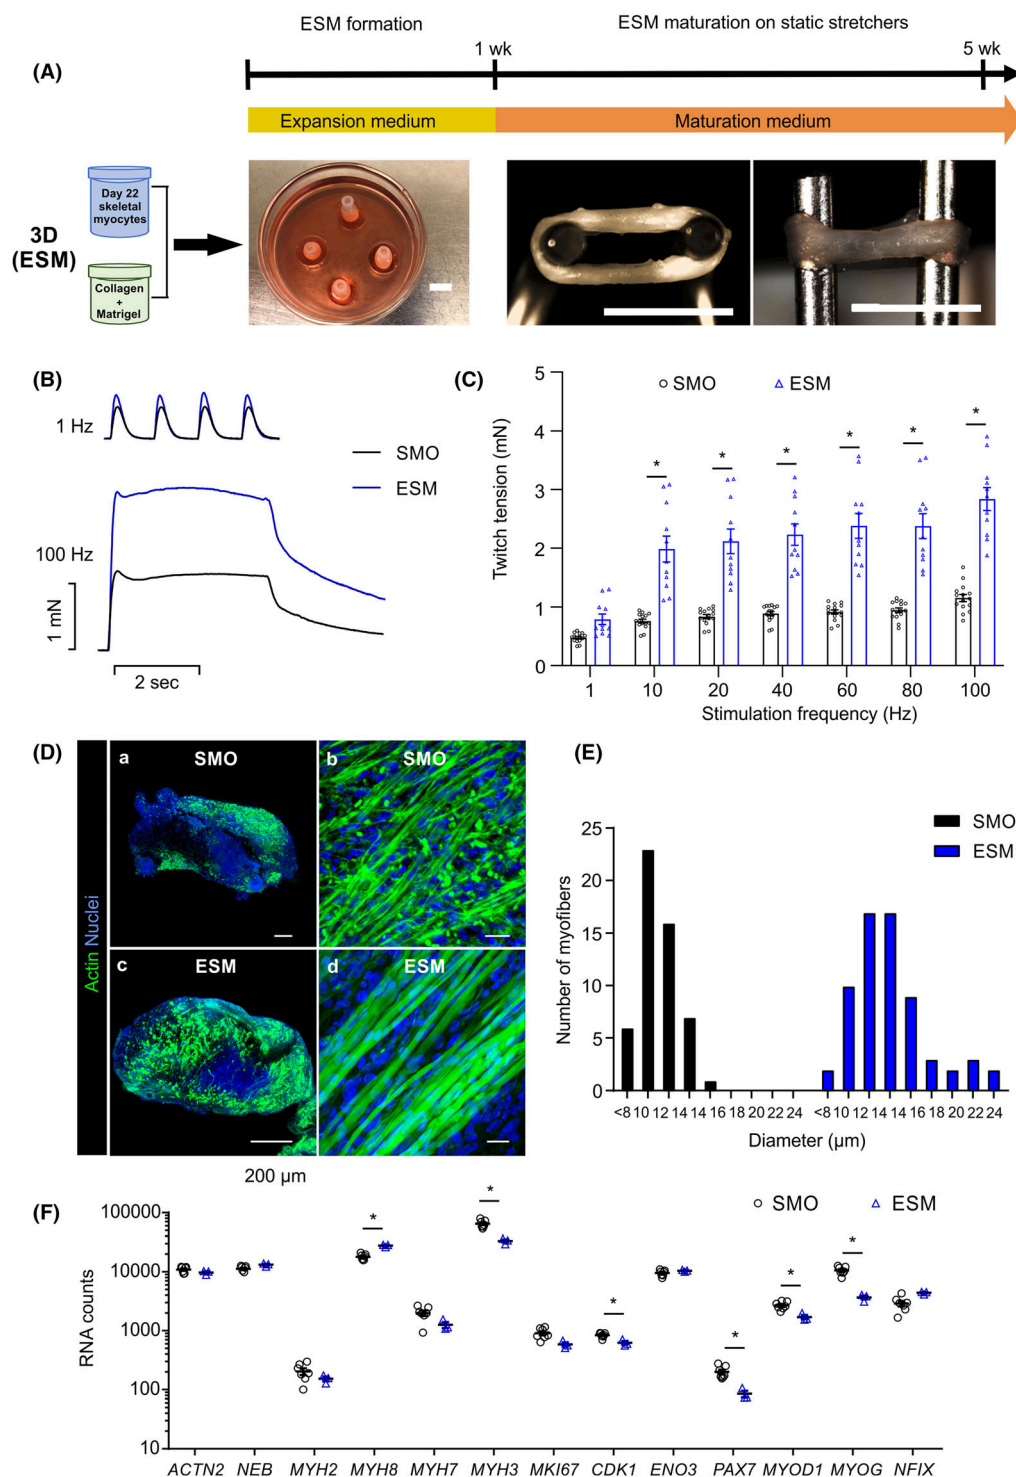 ESM formation
ESM maturation on static stretchers
1 wk
5 wk
(A)
Expansion medium
Maturation medium
Day 22
skeletal
myocytes
3D
(ESM)
Collagen
+
Matrigel
(B)
1 Hz
SMO
ESM
100 Hz
1 mN
2 sec
(C)
SMO
ESM
Twitch tension (mN)
5
4
3
2
1
0
* * * * * *
1 10 20 40 60 80 100
Stimulation frequency (Hz)
(D)
Actin Nuclei
a SMO
b SMO
c ESM
d ESM
200 µm
(E)
SMO
ESM
Number of myofibers
25
20
15
10
5
0
<8 10 12 14 14 16 18 20 22 24 <8 10 12 14 14 16 18 20 22 24
Diameter (µm)
(F)
SMO
ESM
RNA counts
100000
10000
1000
100
10
* * * * * *
ACTN2 NEB MYH2 MYH8 MYH7 MYH3 MKI67 CDK1 ENO3 PAX7 MYOD1 MYOG NFIX